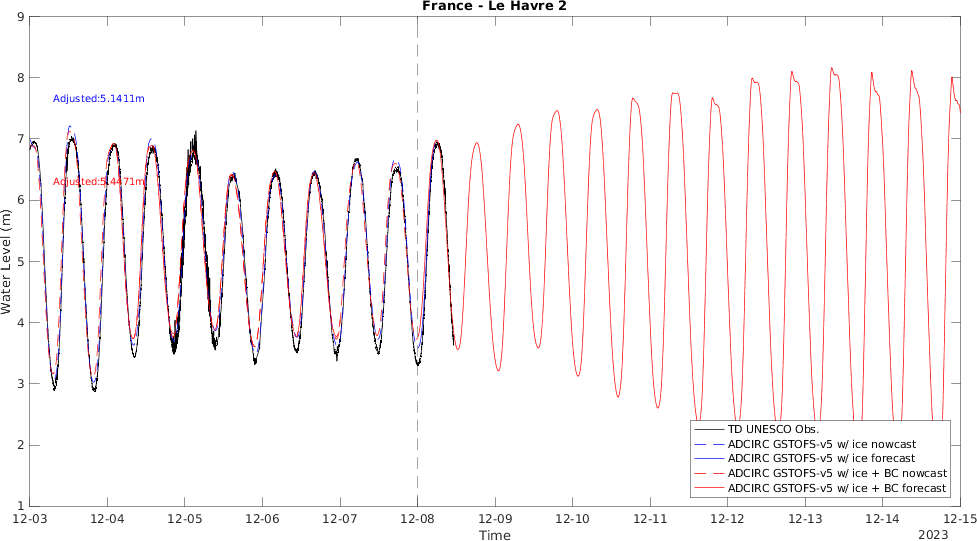 France - Le Havre 2
9
8
7
6
5
4
3
2
1
Water Level (m)
Adjusted:5.1411m
Adjusted:5.4471m
TD UNESCO Obs.
ADCIRC GSTOFS-v5 w/ ice nowcast
ADCIRC GSTOFS-v5 w/ ice forecast
ADCIRC GSTOFS-v5 w/ ice + BC nowcast
ADCIRC GSTOFS-v5 w/ ice + BC forecast
12-03 12-04 12-05 12-06 12-07 12-08 12-09 12-10 12-11 12-12 12-13 12-14 12-15
Time
2023